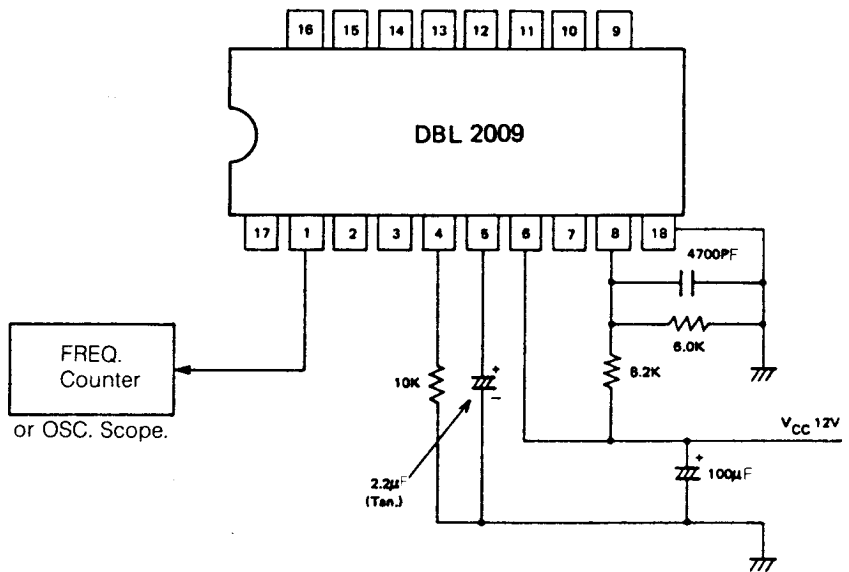 16 15 14 13 12 11 10 9
DBL 2009
17 1 2 3 4 5 6 7 8 18
4700PF
6.0K
8.2K
10K
FREQ.
Counter
or OSC. Scope.
+
−
2.2μF
(Tan.)
VCC 12V
+
100μF